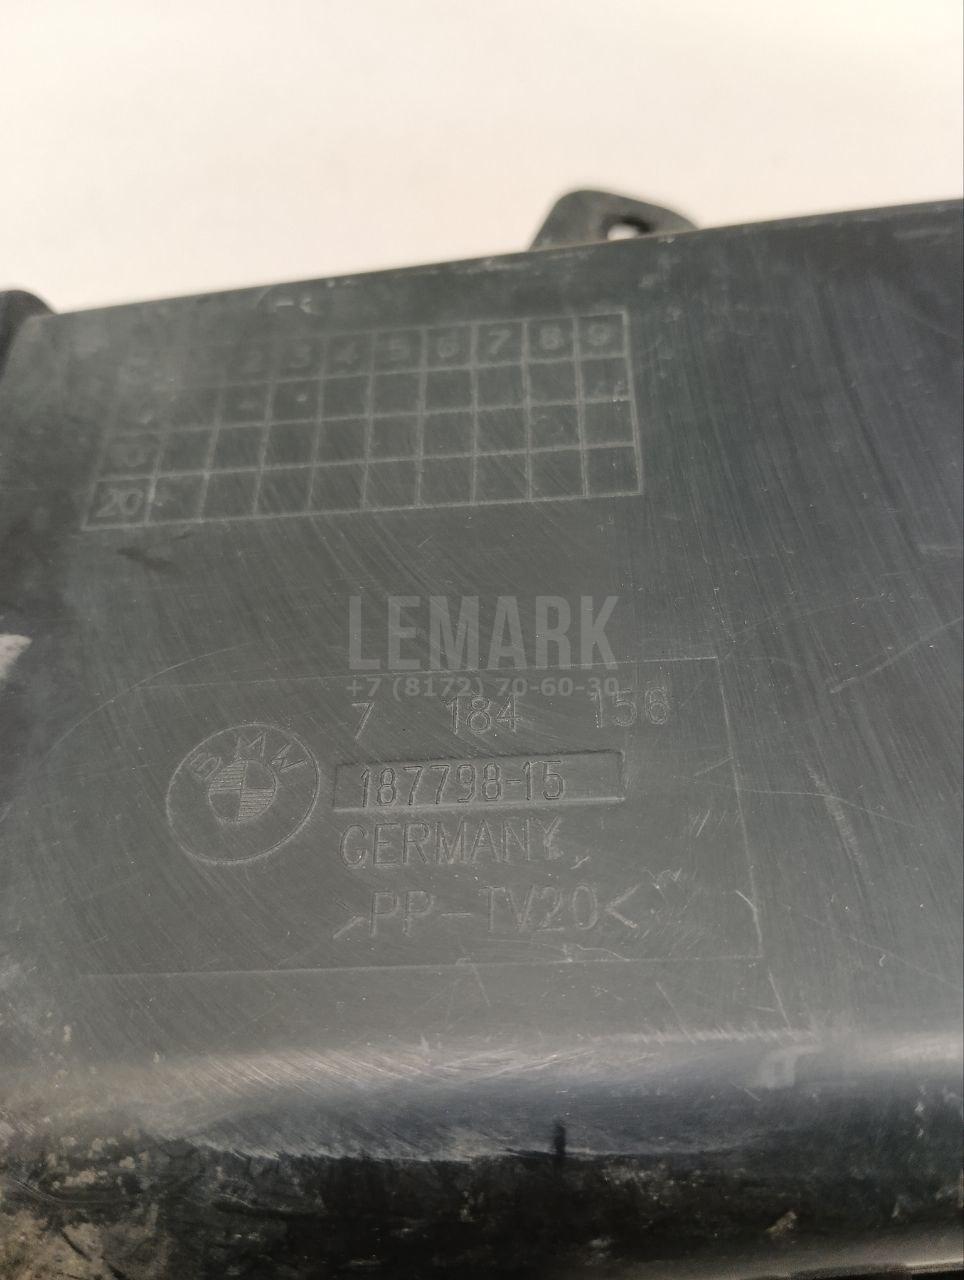 2 3 4 5 6 7 8 9
10
20
LEMARK
+7 (8172) 70-60-30
7 184 156
BMW
187798-15
GERMANY
>PP-TV20<